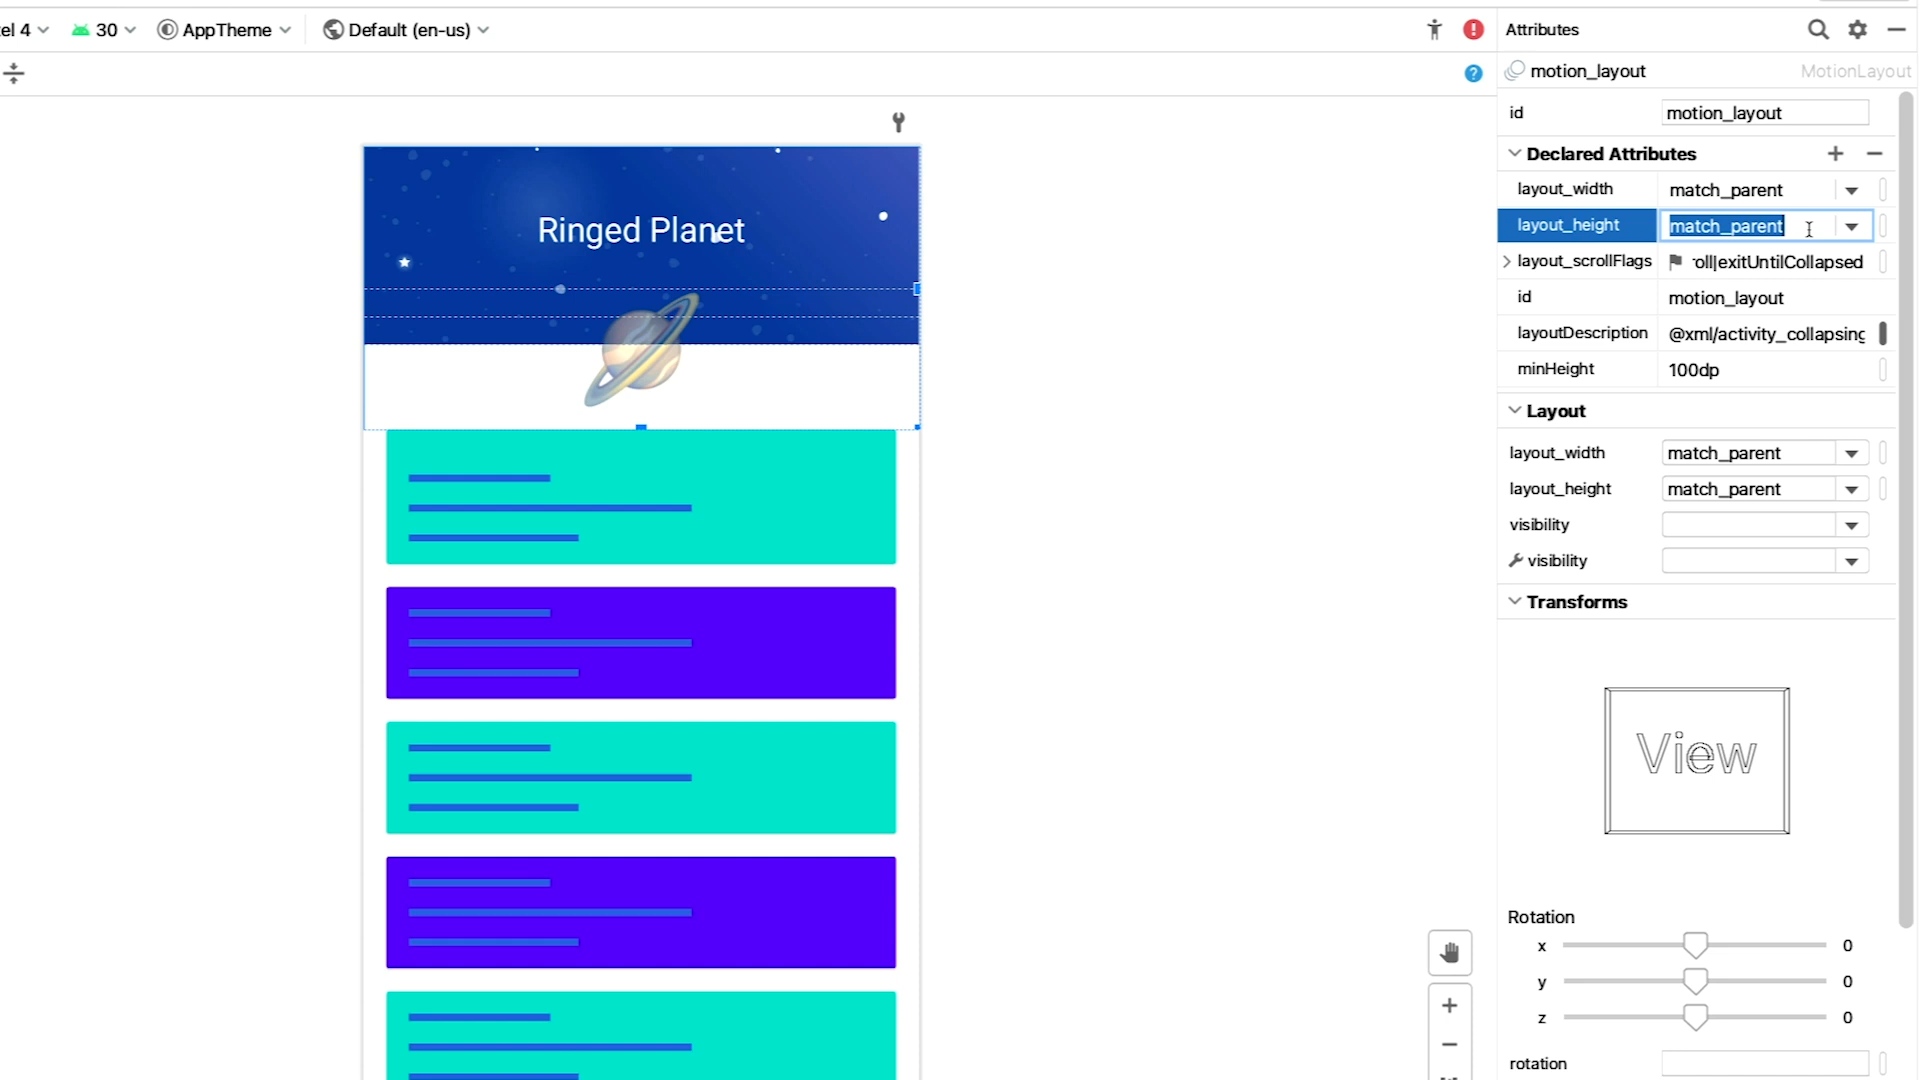 el 4 30 AppTheme Default (en-us)
Attributes
motion_layout MotionLayout
id motion_layout
Declared Attributes
layout_width match_parent
layout_height match_parent
layout_scrollFlags roll|exitUntilCollapsed
id motion_layout
layoutDescription @xml/activity_collapsing
minHeight 100dp
Layout
layout_width match_parent
layout_height match_parent
visibility
visibility
Transforms
View
Rotation
x 0
y 0
z 0
rotation
Ringed Planet